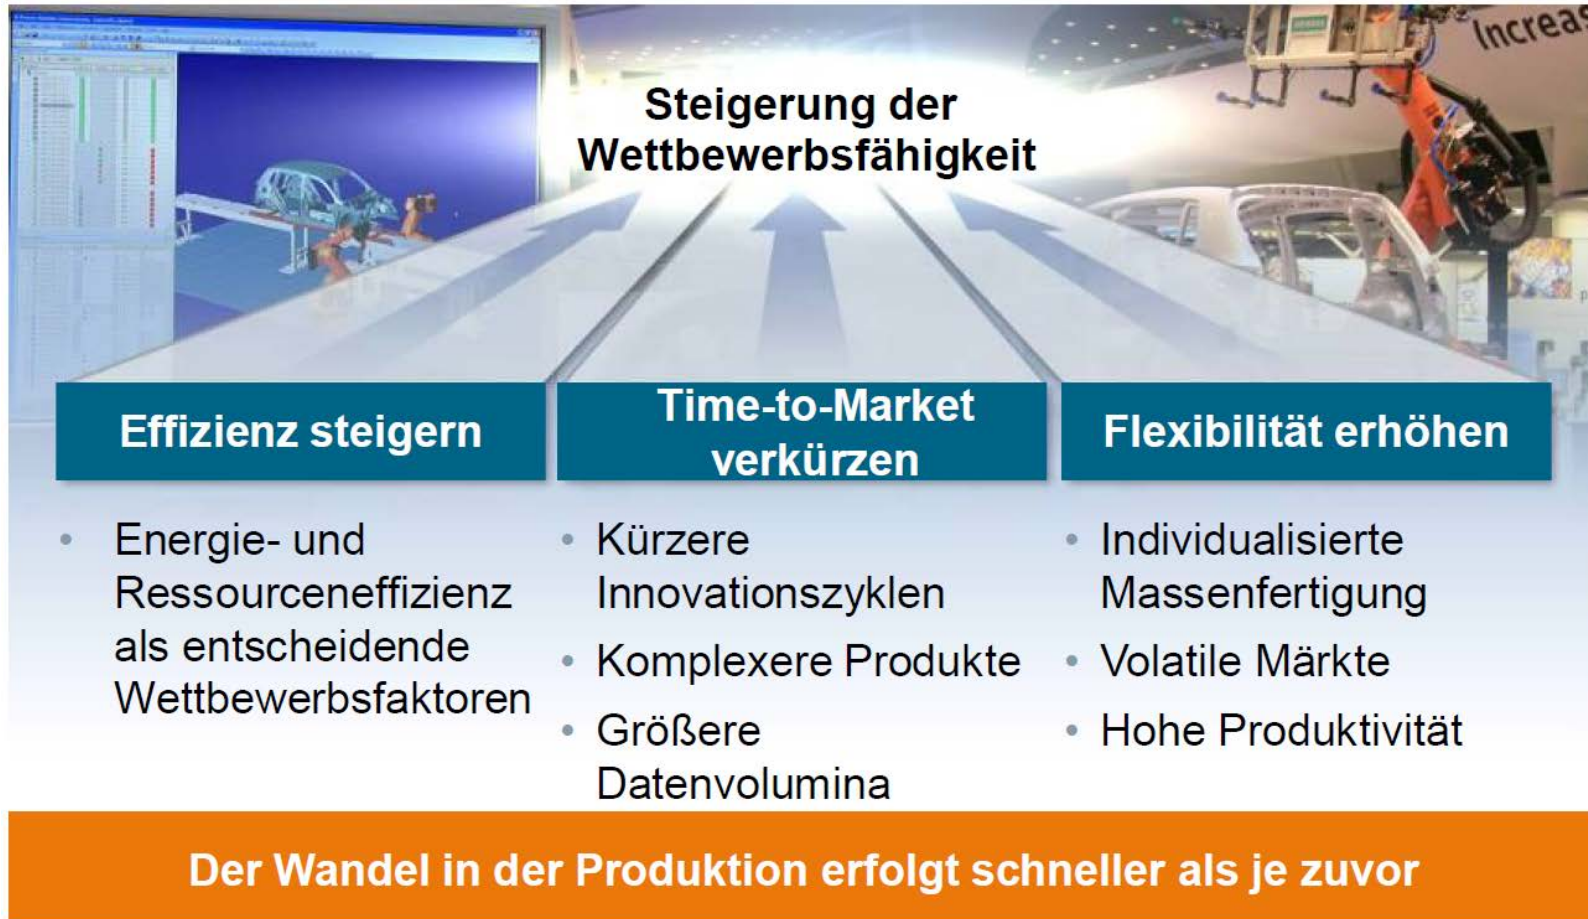 Increas
Steigerung der
Wettbewerbsfähigkeit
Effizienz steigern
Time-to-Market
verkürzen
Flexibilität erhöhen
• Energie- und
Ressourceneffizienz
als entscheidende
Wettbewerbsfaktoren
• Kürzere
Innovationszyklen
• Komplexere Produkte
• Größere
Datenvolumina
• Individualisierte
Massenfertigung
• Volatile Märkte
• Hohe Produktivität
Der Wandel in der Produktion erfolgt schneller als je zuvor